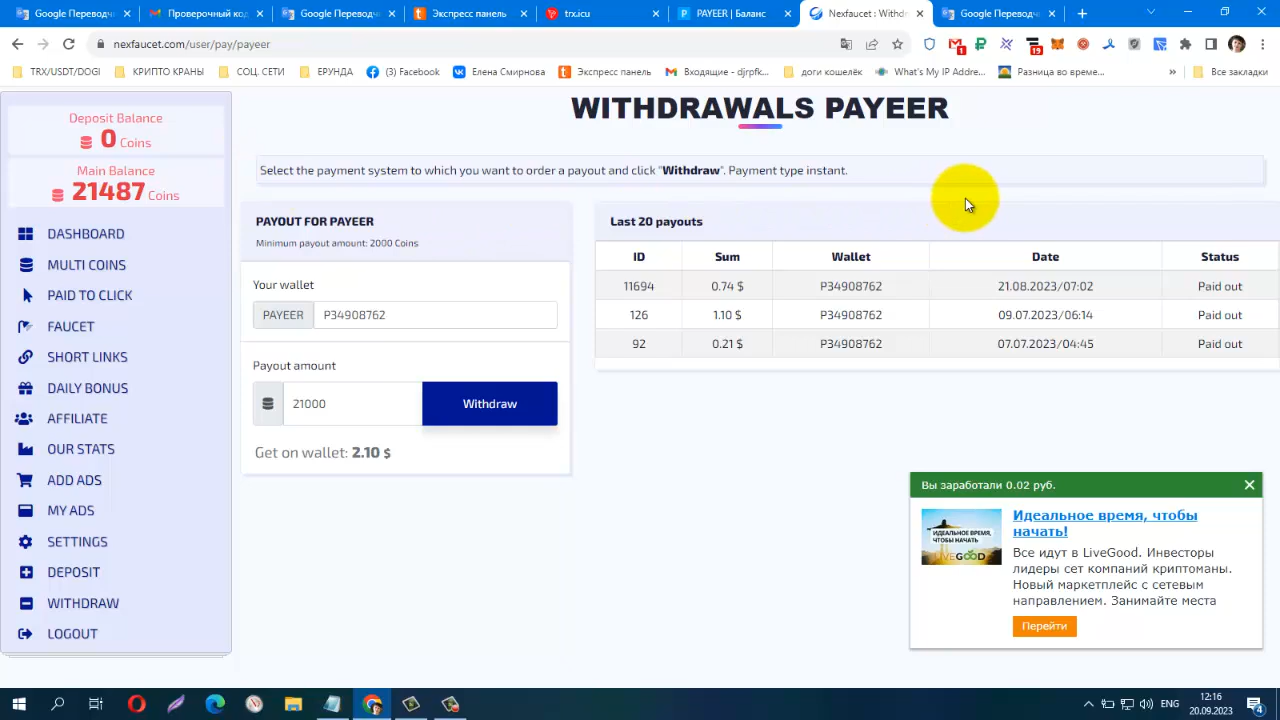 Google Переводч
Проверочный код
Google Переводч
Экспресс панель
trx.icu
PAYEER | Баланс
Nexfaucet : Withdr
Google Переводч
nexfaucet.com/user/pay/payeer
TRX/USDT/DOGI
КРИПТО КРАНЫ
СОЦ. СЕТИ
ЕРУНДА
(3) Facebook
Елена Смирнова
Экспресс панель
Входящие - djrpfk...
доги кошелёк
What's My IP Addre...
Разница во време...
»
Все закладки
Deposit Balance
0 Coins
Main Balance
21487 Coins
DASHBOARD
MULTI COINS
PAID TO CLICK
FAUCET
SHORT LINKS
DAILY BONUS
AFFILIATE
OUR STATS
ADD ADS
MY ADS
SETTINGS
DEPOSIT
WITHDRAW
LOGOUT
WITHDRAWALS PAYEER
Select the payment system to which you want to order a payout and click "Withdraw". Payment type instant.
PAYOUT FOR PAYEER
Minimum payout amount: 2000 Coins
Your wallet
PAYEER P34908762
Payout amount
21000 Withdraw
Get on wallet: 2.10 $
Last 20 payouts
ID Sum Wallet Date Status
11694 0.74 $ P34908762 21.08.2023/07:02 Paid out
126 1.10 $ P34908762 09.07.2023/06:14 Paid out
92 0.21 $ P34908762 07.07.2023/04:45 Paid out
Вы заработали 0.02 руб.
ИДЕАЛЬНОЕ ВРЕМЯ,
ЧТОБЫ НАЧАТЬ
LIVEGOOD
Идеальное время, чтобы
начать!
Все идут в LiveGood. Инвесторы
лидеры сет компаний криптоманы.
Новый маркетплейс с сетевым
направлением. Занимайте места
Перейти
ENG
12:16
20.09.2023
4